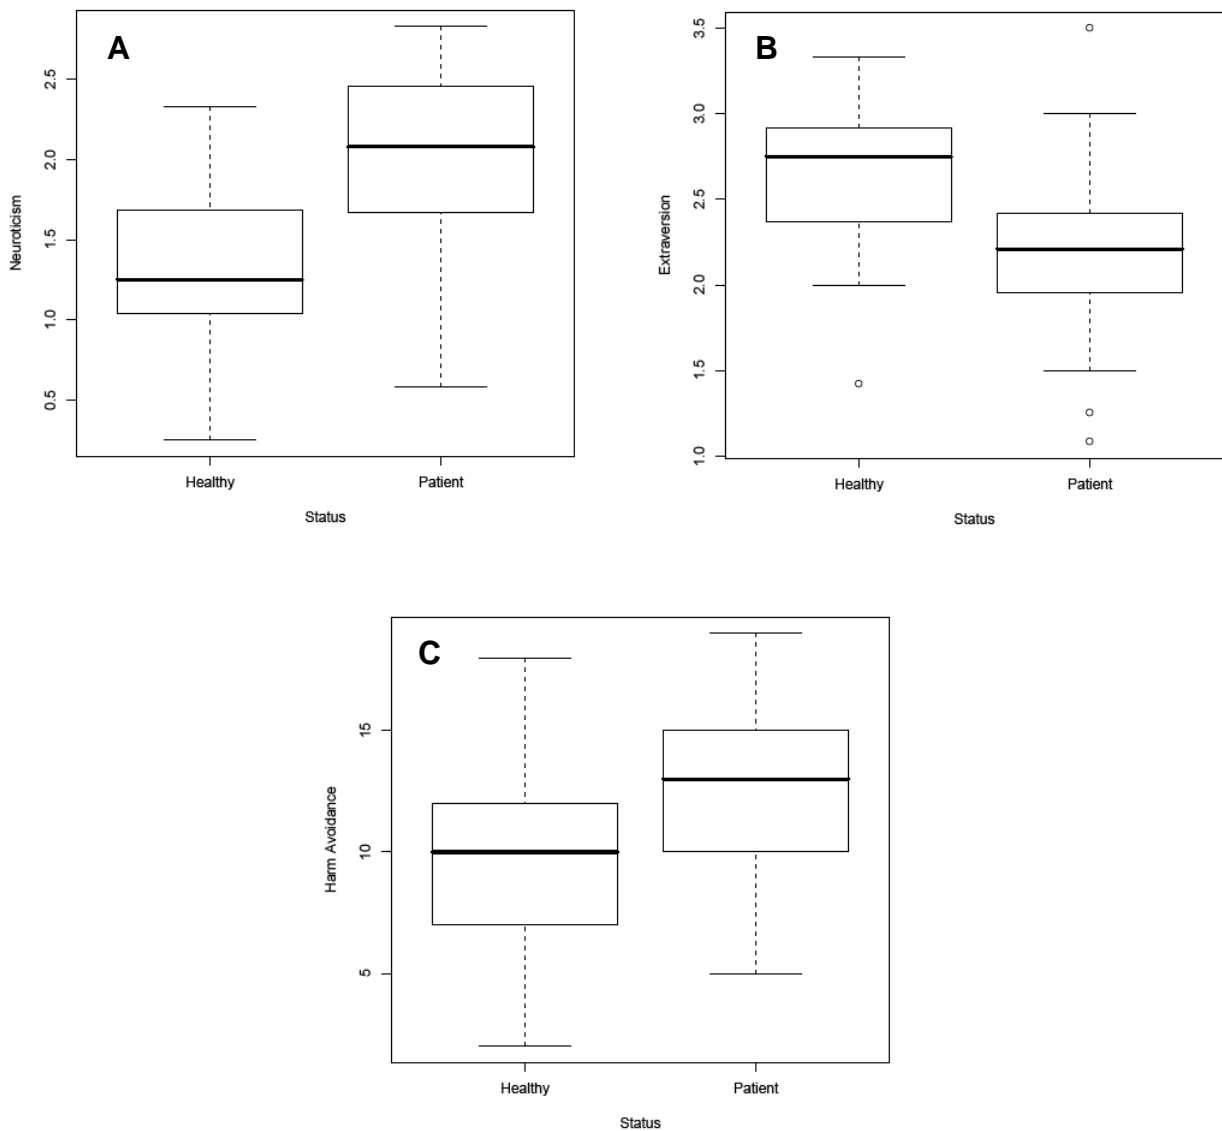 A
Neuroticism
2.5
2.0
1.5
1.0
0.5
Healthy Patient
Status
B
Extraversion
3.5
3.0
2.5
2.0
1.5
1.0
Healthy Patient
Status
C
Harm Avoidance
15
10
5
Healthy Patient
Status